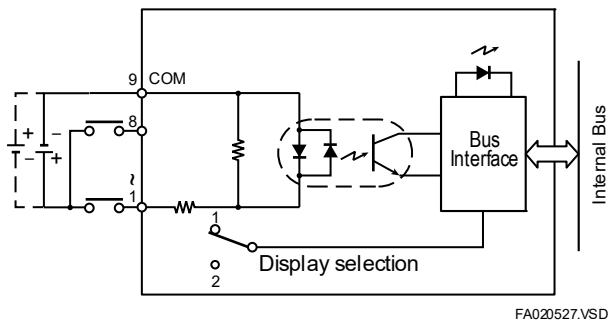 9 COM
8
~
1
+ −
− +
Bus
Interface
Internal Bus
1
2
Display selection
FA020527.VSD